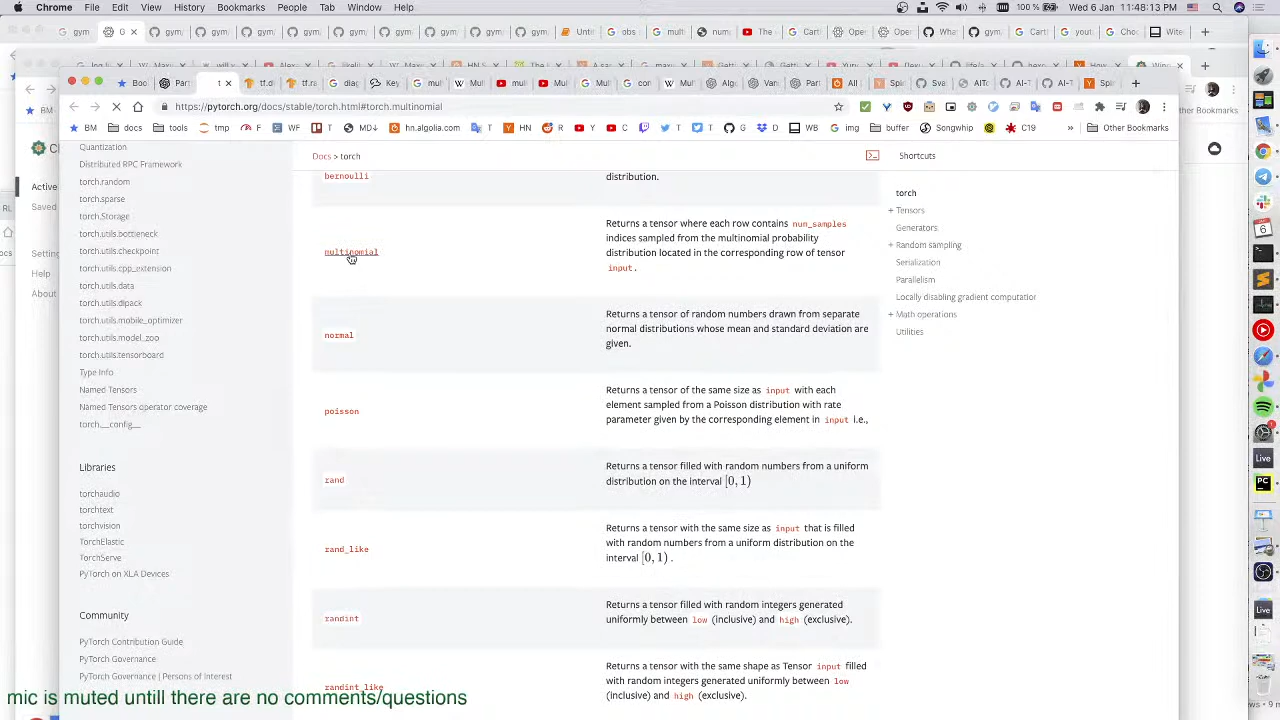 Chrome File Edit View History Bookmarks People Tab Window Help 100 % Wed 6 Jan 11:48:13 PM
https://pytorch.org/docs/stable/torch.html#torch.multinomial
BM docs tools tmp F WF T MD↓ hn.algolia.com T HN R Y C T T G D W img buffer Songwhip C19 » Other Bookmarks
Docs > torch
Shortcuts
Quantization
Distributed RPC Framework
torch.random
torch.sparse
torch.Storage
torch.utils.bottleneck
torch.utils.checkpoint
torch.utils.cpp_extension
torch.utils.data
torch.utils.dlpack
torch.utils.mobile_optimizer
torch.utils.model_zoo
torch.utils.tensorboard
Type Info
Named Tensors
Named Tensors operator coverage
torch.__config__
Libraries
torchaudio
torchtext
torchvision
TorchElastic
TorchServe
PyTorch on XLA Devices
Community
PyTorch Contribution Guide
PyTorch Governance
PyTorch Governance | Persons of Interest
bernoulli
distribution.
multinomial
Returns a tensor where each row contains num_samples
indices sampled from the multinomial probability
distribution located in the corresponding row of tensor
input.
normal
Returns a tensor of random numbers drawn from separate
normal distributions whose mean and standard deviation are
given.
poisson
Returns a tensor of the same size as input with each
element sampled from a Poisson distribution with rate
parameter given by the corresponding element in input i.e.,
rand
Returns a tensor filled with random numbers from a uniform
distribution on the interval [0, 1)
rand_like
Returns a tensor with the same size as input that is filled
with random numbers from a uniform distribution on the
interval [0, 1) .
randint
Returns a tensor filled with random integers generated
uniformly between low (inclusive) and high (exclusive).
randint_like
Returns a tensor with the same shape as Tensor input filled
with random integers generated uniformly between low
(inclusive) and high (exclusive).
torch
+ Tensors
Generators
+ Random sampling
Serialization
Parallelism
Locally disabling gradient computation
+ Math operations
Utilities
Active
Saved
Settin
Help
About
BM
Other Bookmarks
Live
PC
Live
mic is muted untill there are no comments/questions